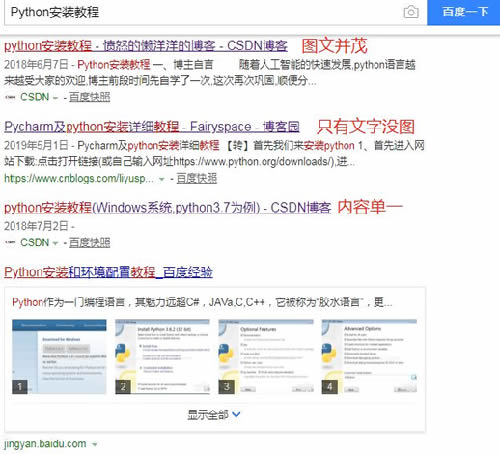 Python安装教程
百度一下
python安装教程 - 愤怒的懒洋洋的博客 - CSDN博客 图文并茂
2018年6月7日 - Python安装教程 一、博主自言 随着人工智能的快速发展,python语言越
来越受大家的欢迎,博主前段时间先自学了一次,这次再次巩固,顺便分...
CSDN - 百度快照
Pycharm及python安装详细教程 - Fairyspace - 博客园 只有文字没图
2019年5月1日 - Pycharm及python安装详细教程 【转】首先我们来安装python 1、首先进入网
站下载:点击打开链接(或自己输入网址https://www.python.org/downloads/),进...
https://www.cnblogs.com/liyusp... - 百度快照
python安装教程(Windows系统,python3.7为例) - CSDN博客 内容单一
2018年7月2日 -
CSDN - 百度快照
Python安装和环境配置教程_百度经验
Python作为一门编程语言，其魅力远超C#，JAVA,C,C++，它被称为“胶水语言”，更...
Install Python 3.8.2 (32-bit)
Optional Features
Advanced Options
1
2
3
4
显示全部
jingyan.baidu.com